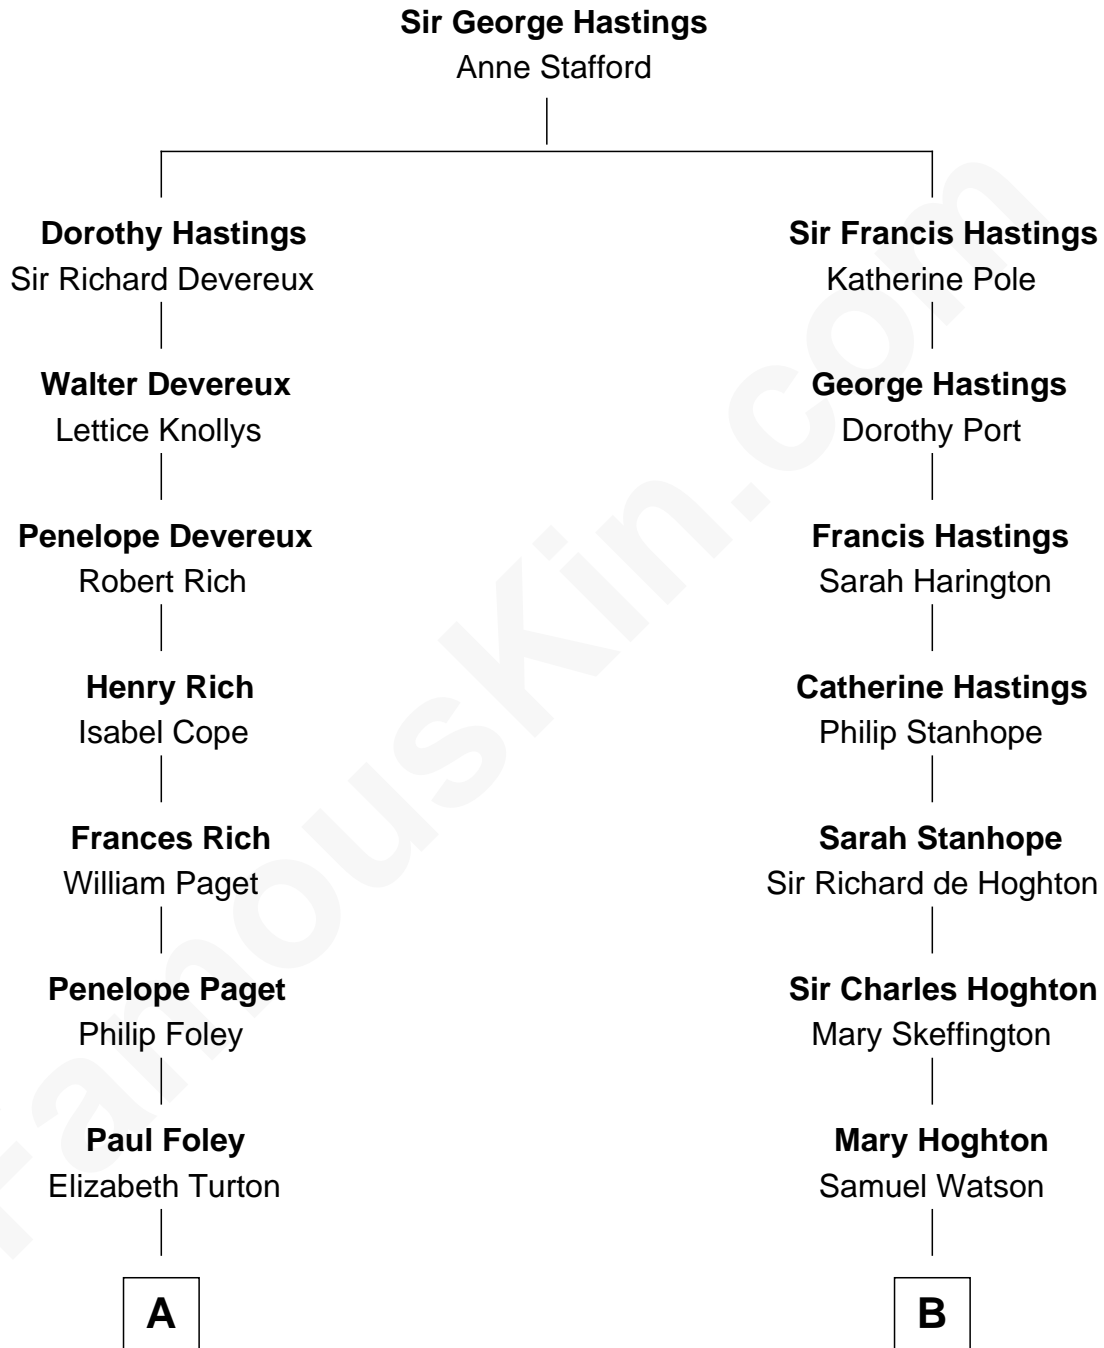 Sir George Hastings
Anne Stafford
Dorothy Hastings
Sir Richard Devereux
Walter Devereux
Lettice Knollys
Penelope Devereux
Robert Rich
Henry Rich
Isabel Cope
Frances Rich
William Paget
Penelope Paget
Philip Foley
Paul Foley
Elizabeth Turton
A
Sir Francis Hastings
Katherine Pole
George Hastings
Dorothy Port
Francis Hastings
Sarah Harington
Catherine Hastings
Philip Stanhope
Sarah Stanhope
Sir Richard de Hoghton
Sir Charles Hoghton
Mary Skeffington
Mary Hoghton
Samuel Watson
B
FamousKin.com